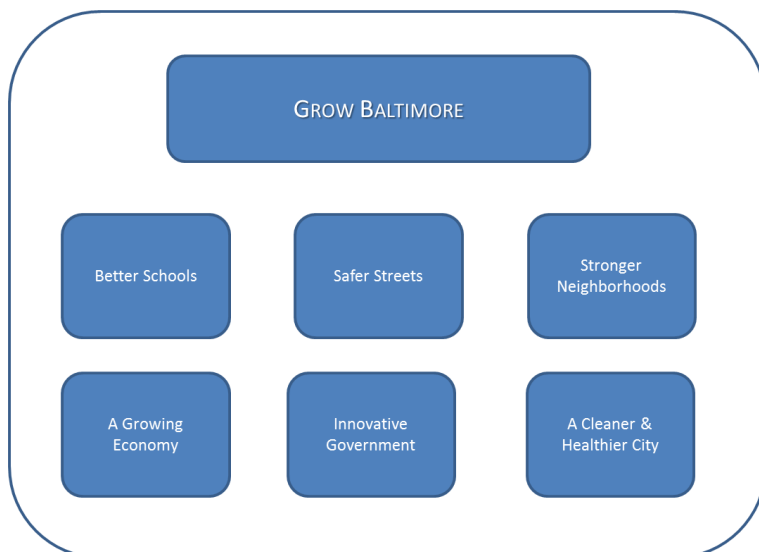 GROW BALTIMORE
Better Schools
Safer Streets
Stronger
Neighborhoods
A Growing
Economy
Innovative
Government
A Cleaner &
Healthier City